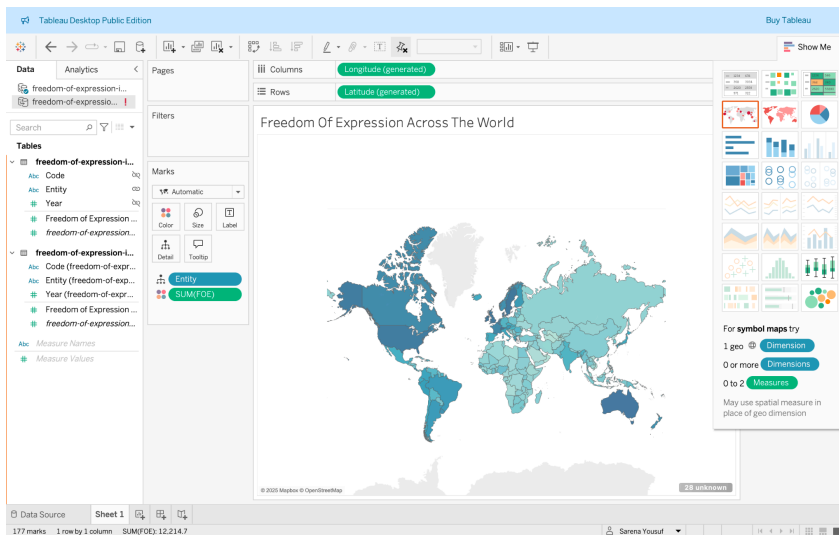 Tableau Desktop Public Edition
Buy Tableau
Show Me
Data
Analytics
freedom-of-expression-i...
freedom-of-expressio... !
Search
Tables
freedom-of-expression-i...
Abc Code
Abc Entity
# Year
# Freedom of Expression ...
# freedom-of-expression...
freedom-of-expression-i...
Abc Code (freedom-of-expr...
Abc Entity (freedom-of-exp...
# Year (freedom-of-expr...
# Freedom of Expression ...
# freedom-of-expression...
Abc Measure Names
# Measure Values
Pages
Filters
Marks
Automatic
Color
Size
Label
Detail
Tooltip
Entity
SUM(FOE)
Columns
Longitude (generated)
Rows
Latitude (generated)
Freedom Of Expression Across The World
© 2025 Mapbox © OpenStreetMap
28 unknown
For symbol maps try
1 geo Dimension
0 or more Dimensions
0 to 2 Measures
May use spatial measure in
place of geo dimension
Data Source
Sheet 1
177 marks 1 row by 1 column SUM(FOE): 12,214.7
Sarena Yousuf